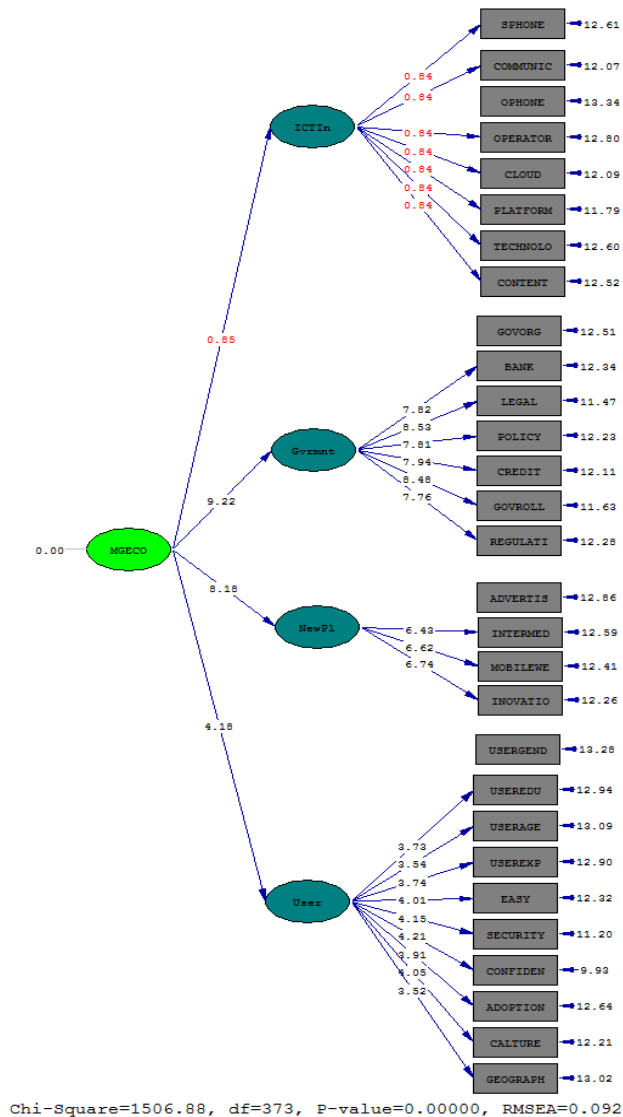 SPHONE 12.61
COMMUNIC 12.07
0.84
0.84
OPHONE 13.34
ICTIn
0.84
OPERATOR 12.80
0.84
CLOUD 12.09
0.84
0.84
PLATFORM 11.79
0.84
TECHNOLO 12.60
CONTENT 12.52
0.85
GOVORG 12.51
BANK 12.34
LEGAL 11.47
7.82
8.53
POLICY 12.23
7.81
Gvrmnt
7.94
CREDIT 12.11
8.48
7.76
GOVROLL 11.63
9.22
REGULATI 12.28
0.00 MGECO
8.18
ADVERTIS 12.86
NewPl
6.43
INTERMED 12.59
6.62
6.74
MOBILEWE 12.41
INOVATIO 12.26
4.18
USERGEND 13.28
USEREDU 12.94
USERAGE 13.09
3.73
3.54
USEREXP 12.90
3.74
User
4.01
EASY 12.32
4.15
4.21
SECURITY 11.20
3.91
CONFIDEN 9.93
4.05
3.52
ADOPTION 12.64
CALTURE 12.21
GEOGRAPH 13.02
Chi-Square=1506.88, df=373, P-value=0.00000, RMSEA=0.092